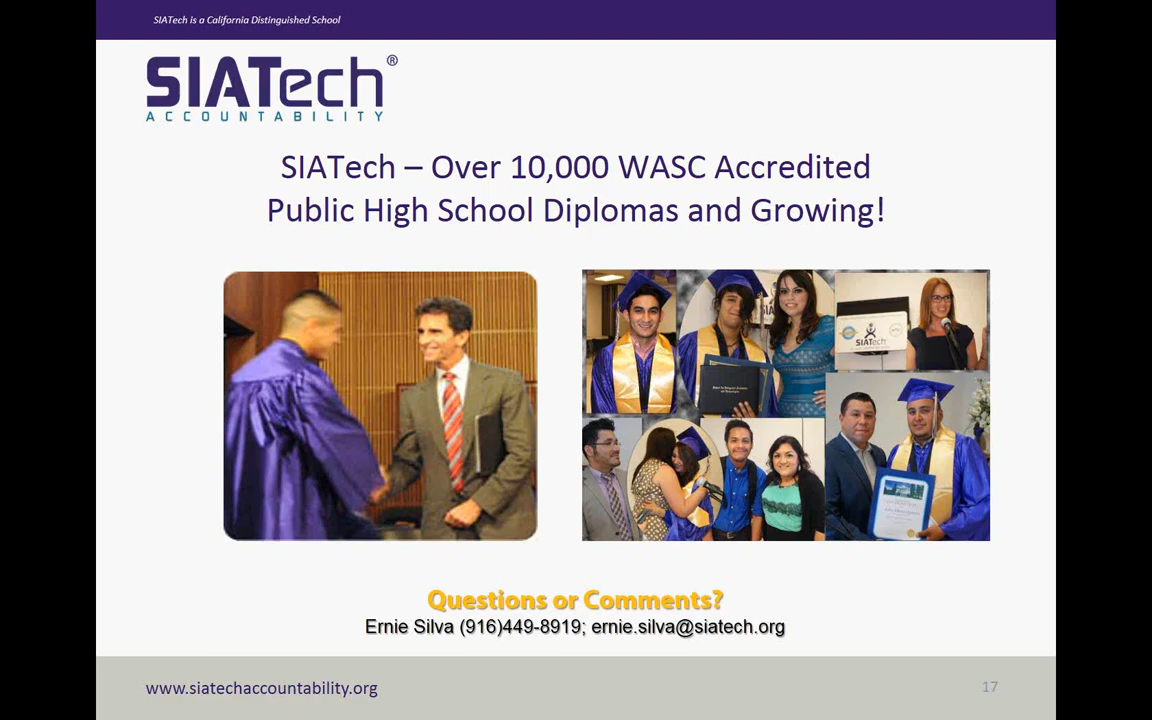 SIATech is a California Distinguished School
SIATech®
ACCOUNTABILITY
SIATech – Over 10,000 WASC Accredited
Public High School Diplomas and Growing!
SIATech
Questions or Comments?
Ernie Silva (916)449-8919; ernie.silva@siatech.org
www.siatechaccountability.org
17